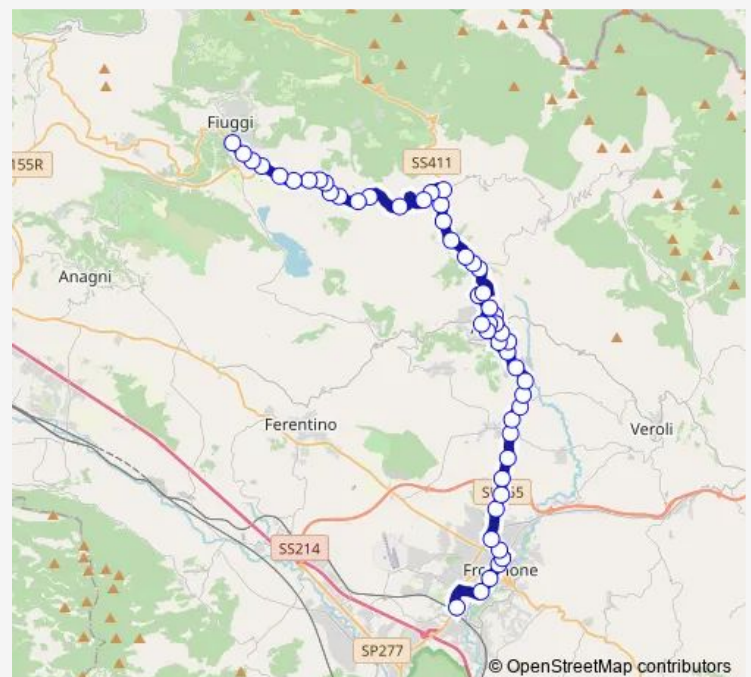 Fiuggi
SS411
155R
Anagni
Ferentino
Veroli
SS214
SP277
© OpenStreetMap contributors